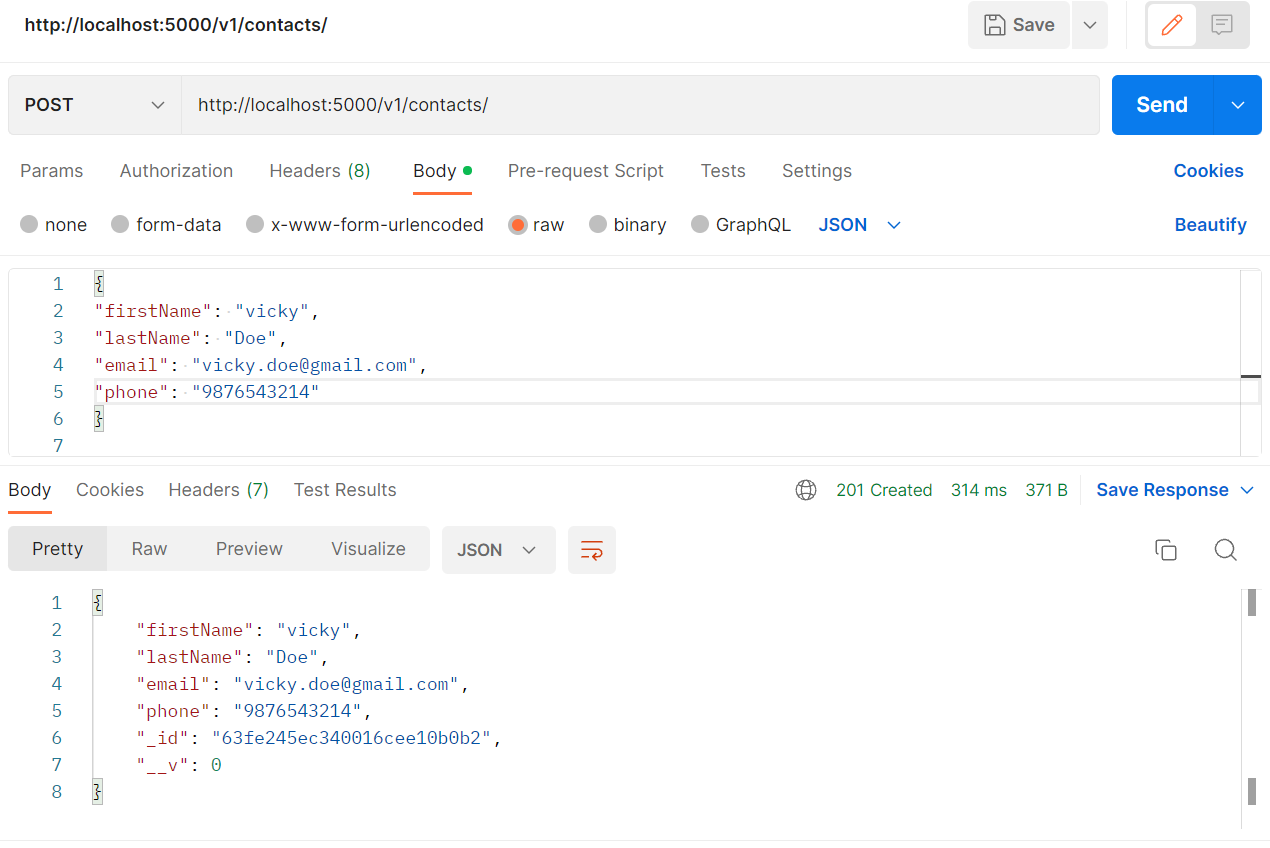 http://localhost:5000/v1/contacts/ Save
POST http://localhost:5000/v1/contacts/ Send
Params Authorization Headers (8) Body Pre-request Script Tests Settings Cookies
none form-data x-www-form-urlencoded raw binary GraphQL JSON Beautify
1 {
2 "firstName": "vicky",
3 "lastName": "Doe",
4 "email": "vicky.doe@gmail.com",
5 "phone": "9876543214"
6 }
7
Body Cookies Headers (7) Test Results 201 Created 314 ms 371 B Save Response
Pretty Raw Preview Visualize JSON
1 {
2 "firstName": "vicky",
3 "lastName": "Doe",
4 "email": "vicky.doe@gmail.com",
5 "phone": "9876543214",
6 "_id": "63fe245ec340016cee10b0b2",
7 "__v": 0
8 }